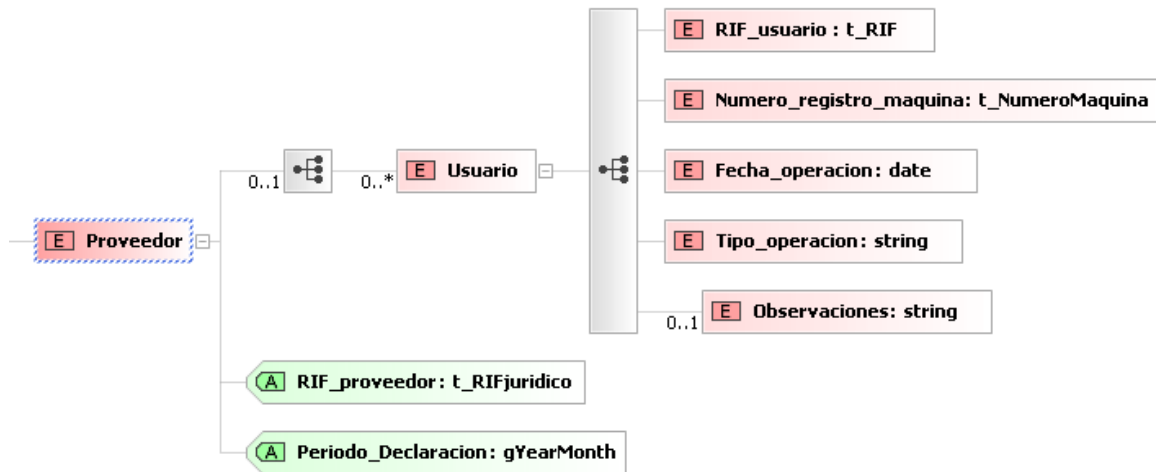 E RIF_usuario : t_RIF
E Numero_registro_maquina: t_NumeroMaquina
0..1 0..* E Usuario
E Fecha_operacion: date
E Proveedor
E Tipo_operacion: string
0..1 E Observaciones: string
A RIF_proveedor: t_RIFjuridico
A Periodo_Declaracion: gYearMonth